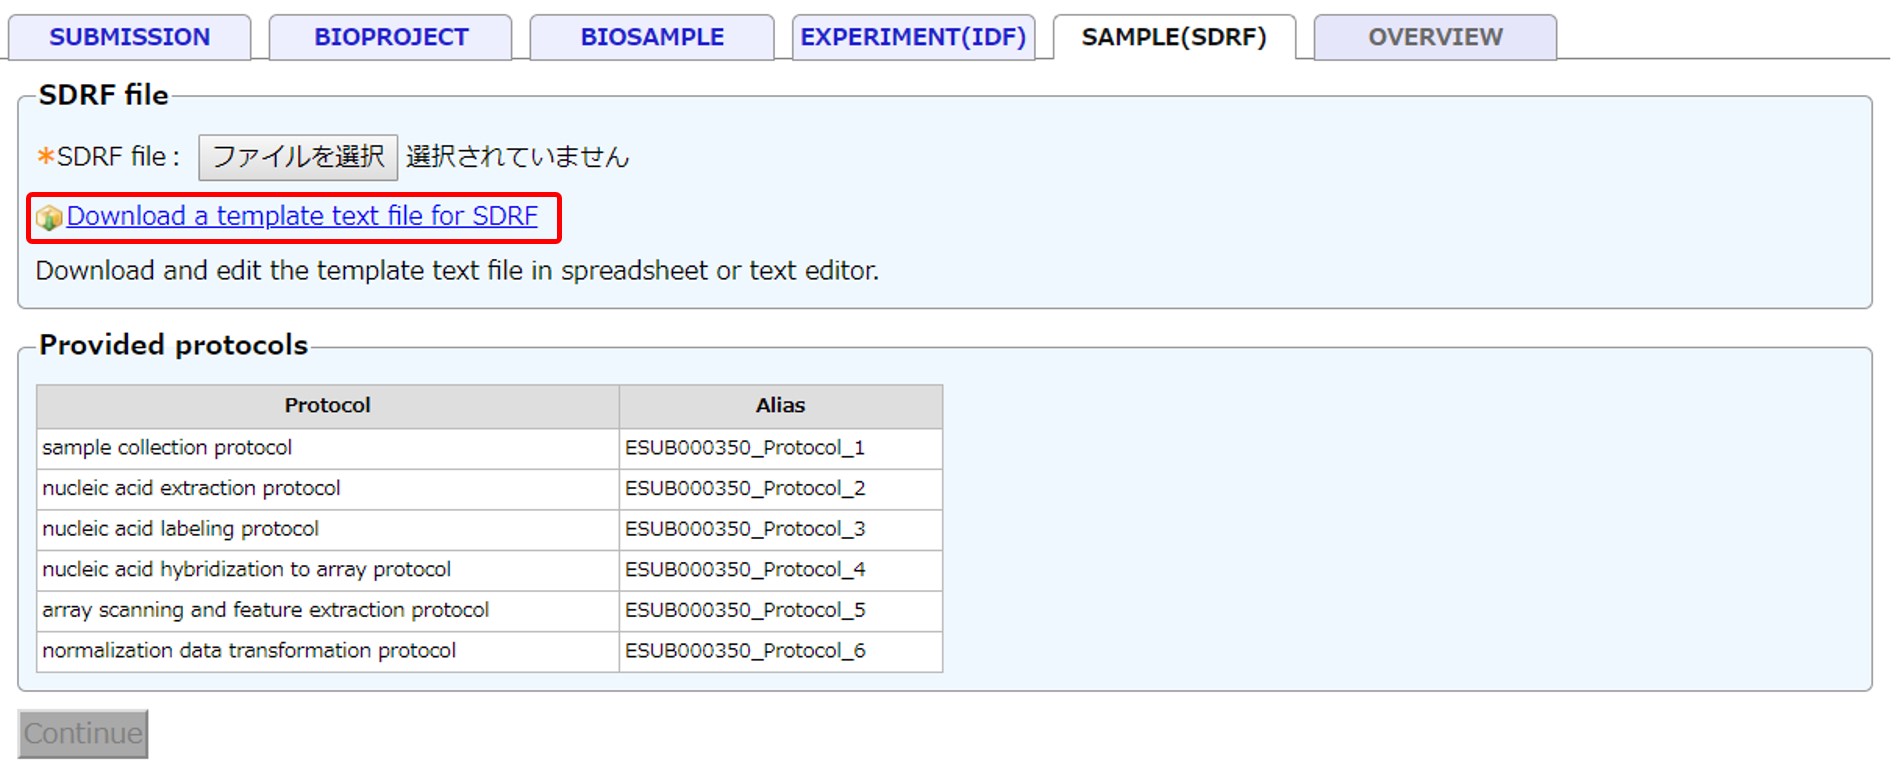 SUBMISSION BIOPROJECT BIOSAMPLE EXPERIMENT(IDF) SAMPLE(SDRF) OVERVIEW
SDRF file
*SDRF file : ファイルを選択 選択されていません
Download a template text file for SDRF
Download and edit the template text file in spreadsheet or text editor.
Provided protocols
Protocol Alias
sample collection protocol ESUB000350_Protocol_1
nucleic acid extraction protocol ESUB000350_Protocol_2
nucleic acid labeling protocol ESUB000350_Protocol_3
nucleic acid hybridization to array protocol ESUB000350_Protocol_4
array scanning and feature extraction protocol ESUB000350_Protocol_5
normalization data transformation protocol ESUB000350_Protocol_6
Continue